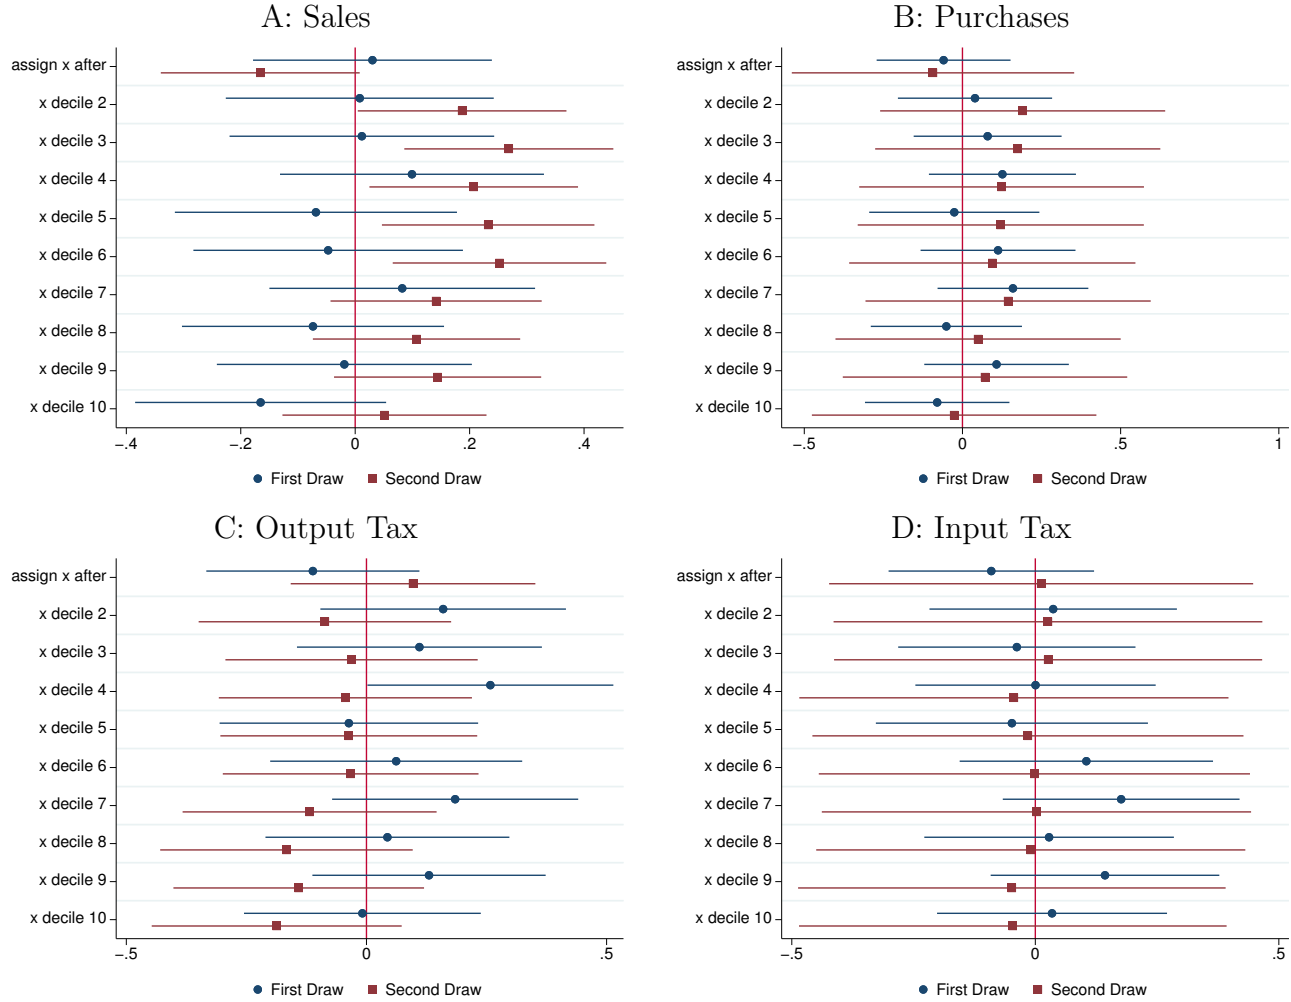 A: Sales
assign x after
x decile 2
x decile 3
x decile 4
x decile 5
x decile 6
x decile 7
x decile 8
x decile 9
x decile 10
-.4 -.2 0 .2 .4
First Draw Second Draw
B: Purchases
assign x after
x decile 2
x decile 3
x decile 4
x decile 5
x decile 6
x decile 7
x decile 8
x decile 9
x decile 10
-.5 0 .5 1
First Draw Second Draw
C: Output Tax
assign x after
x decile 2
x decile 3
x decile 4
x decile 5
x decile 6
x decile 7
x decile 8
x decile 9
x decile 10
-.5 0 .5
First Draw Second Draw
D: Input Tax
assign x after
x decile 2
x decile 3
x decile 4
x decile 5
x decile 6
x decile 7
x decile 8
x decile 9
x decile 10
-.5 0 .5
First Draw Second Draw